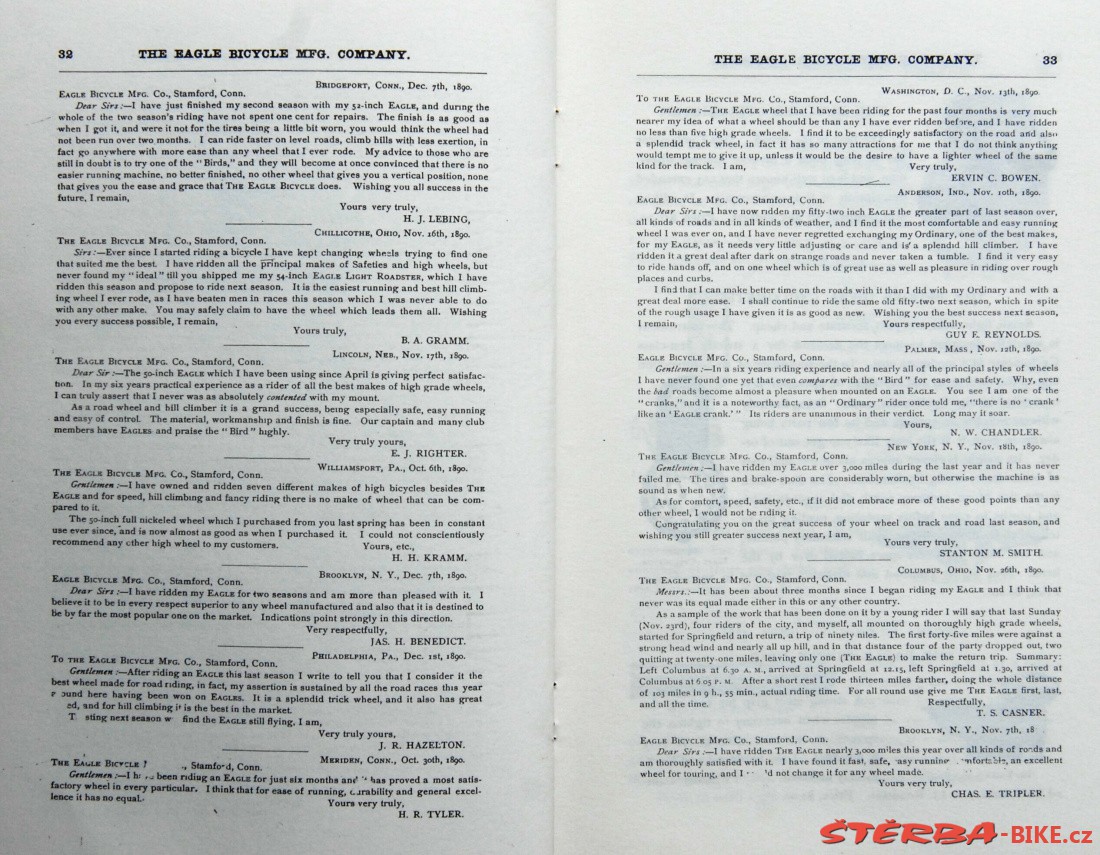 32 THE EAGLE BICYCLE MFG. COMPANY.
Bridgeport, Conn., Dec. 7th, 1890.
Eagle Bicycle Mfg. Co., Stamford, Conn.
Dear Sirs:—I have just finished my second season with my 52-inch Eagle, and during the
whole of the two season's riding have not spent one cent for repairs. The finish is as good as
when I got it, and were it not for the tires being a little bit worn, you would think the wheel had
not been run over two months. I can ride faster on level roads, climb hills with less exertion, in
fact go anywhere with more ease than any wheel that I ever rode. My advice to those who are
still in doubt is to try one of the "Birds," and they will become at once convinced that there is no
easier running machine, no better finished, no other wheel that gives you a vertical position, none
that gives you the ease and grace that The Eagle Bicycle does. Wishing you all success in the
future, I remain,
Yours very truly,
H. J. LEBING,
Chillicothe, Ohio, Nov. 26th, 1890.
The Eagle Bicycle Mfg. Co., Stamford, Conn.
Sirs:—Ever since I started riding a bicycle I have kept changing wheels trying to find one
that suited me the best. I have ridden all the principal makes of Safeties and high wheels, but
never found my "ideal" till you shipped me my 54-inch Eagle Light Roadster, which I have
ridden this season and propose to ride next season. It is the easiest running and best hill climb-
ing wheel I ever rode, as I have beaten men in races this season which I was never able to do
with any other make. You may safely claim to have the wheel which leads them all. Wishing
you every success possible, I remain,
Yours truly,
B. A. GRAMM.
Lincoln, Neb., Nov. 17th, 1890.
The Eagle Bicycle Mfg. Co., Stamford, Conn.
Dear Sir:—The 50-inch Eagle which I have been using since April is giving perfect satisfac-
tion. In my six years practical experience as a rider of all the best makes of high grade wheels,
I can truly assert that I never was as absolutely contented with my mount.
As a road wheel and hill climber it is a grand success, being especially safe, easy running
and easy of control. The material, workmanship and finish is fine. Our captain and many club
members have Eagles and praise the "Bird" highly.
Very truly yours,
E. J. RIGHTER.
Williamsport, Pa., Oct. 6th, 1890.
The Eagle Bicycle Mfg. Co., Stamford, Conn.
Gentlemen:—I have owned and ridden seven different makes of high bicycles besides The
Eagle and for speed, hill climbing and fancy riding there is no make of wheel that can be com-
pared to it.
The 50-inch full nickeled wheel which I purchased from you last spring has been in constant
use ever since, and is now almost as good as when I purchased it. I could not conscientiously
recommend any other high wheel to my customers. Yours, etc.,
H. H. KRAMM.
Brooklyn, N. Y., Dec. 7th, 1890.
Eagle Bicycle Mfg. Co., Stamford, Conn.
Dear Sirs:—I have ridden my Eagle for two seasons and am more than pleased with it. I
believe it to be in every respect superior to any wheel manufactured and also that it is destined to
be by far the most popular one on the market. Indications point strongly in this direction.
Very respectfully,
JAS. H. BENEDICT.
Philadelphia, Pa., Dec. 1st, 1890.
To the Eagle Bicycle Mfg. Co., Stamford, Conn.
Gentlemen:—After riding an Eagle this last season I write to tell you that I consider it the
best wheel made for road riding, in fact, my assertion is sustained by all the road races this year
round here having been won on Eagles. It is a splendid trick wheel, and it also has great
ed, and for hill climbing it is the best in the market.
T sting next season w find the Eagle still flying, I am,
Very truly yours,
J. R. HAZELTON.
Meriden, Conn., Oct. 30th, 1890.
The Eagle Bicycle , Stamford, Conn.
Gentlemen:—I been riding an Eagle for just six months and has proved a most satis-
factory wheel in every particular. I think that for ease of running, durability and general excel-
lence it has no equal.
Yours very truly,
H. R. TYLER.
THE EAGLE BICYCLE MFG. COMPANY. 33
Washington, D. C., Nov. 13th, 1890.
To the Eagle Bicycle Mfg. Co., Stamford, Conn.
Gentlemen:—The Eagle wheel that I have been riding for the past four months is very much
nearer my idea of what a wheel should be than any I have ever ridden before, and I have ridden
no less than five high grade wheels. I find it to be exceedingly satisfactory on the road and also
a splendid track wheel, in fact it has so many attractions for me that I do not think anything
would tempt me to give it up, unless it would be the desire to have a lighter wheel of the same
kind for the track. I am, Very truly,
ERVIN C. BOWEN.
Anderson, Ind., Nov. 10th, 1890.
Eagle Bicycle Mfg. Co., Stamford, Conn.
Dear Sirs:—I have now ridden my fifty-two inch Eagle the greater part of last season over,
all kinds of roads and in all kinds of weather, and I find it the most comfortable and easy running
wheel I was ever on, and I have never regretted exchanging my Ordinary, one of the best makes,
for my Eagle, as it needs very little adjusting or care and is a splendid hill climber. I have
ridden it a great deal after dark on strange roads and never taken a tumble. I find it very easy
to ride hands off, and on one wheel which is of great use as well as pleasure in riding over rough
places and curbs.
I find that I can make better time on the roads with it than I did with my Ordinary and with a
great deal more ease. I shall continue to ride the same old fifty-two next season, which in spite
of the rough usage I have given it is as good as new. Wishing you the best success next season,
I remain, Yours respectfully,
GUY E. REYNOLDS.
Palmer, Mass, Nov. 12th, 1890.
Eagle Bicycle Mfg. Co., Stamford, Conn.
Gentlemen:—In a six years riding experience and nearly all of the principal styles of wheels
I have never found one yet that even compares with the "Bird" for ease and safety. Why, even
the bad roads become almost a pleasure when mounted on an Eagle. You see I am one of the
"cranks," and it is a noteworthy fact, as an "Ordinary" rider once told me, "there is no 'crank'
like an 'Eagle crank.'" Its riders are unanimous in their verdict. Long may it soar.
Yours,
N. W. CHANDLER.
New York, N. Y., Nov. 18th, 1890.
The Eagle Bicycle Mfg. Co., Stamford, Conn.
Gentlemen:—I have ridden my Eagle over 3,000 miles during the last year and it has never
failed me. The tires and brake-spoon are considerably worn, but otherwise the machine is as
sound as when new.
As for comfort, speed, safety, etc., if it did not embrace more of these good points than any
other wheel, I would not be riding it.
Congratulating you on the great success of your wheel on track and road last season, and
wishing you still greater success next year, I am,
Yours very truly,
STANTON M. SMITH.
Columbus, Ohio, Nov. 26th, 1890.
The Eagle Bicycle Mfg. Co., Stamford, Conn.
Messrs.:—It has been about three months since I began riding my Eagle and I think that
never was its equal made either in this or any other country.
As a sample of the work that has been done on it by a young rider I will say that last Sunday
(Nov. 23rd), four riders of the city, and myself, all mounted on thoroughly high grade wheels,
started for Springfield and return, a trip of ninety miles. The first forty-five miles were against a
strong head wind and nearly all up hill, and in that distance four of the party dropped out, two
quitting at twenty-one miles, leaving only one (The Eagle) to make the return trip. Summary:
Left Columbus at 6.30 A. M., arrived at Springfield at 12.15, left Springfield at 1.30, arrived at
Columbus at 6 05 P. M. After a short rest I rode thirteen miles farther, doing the whole distance
of 103 miles in 9 h., 55 min., actual riding time. For all round use give me The Eagle first, last,
and all the time. Respectfully,
T. S. CASNER.
Brooklyn, N. Y., Nov. 7th, 18
Eagle Bicycle Mfg. Co., Stamford, Conn.
Dear Sirs:—I have ridden The Eagle nearly 3,000 miles this year over all kinds of roads and
am thoroughly satisfied with it. I have found it fast, safe, easy running comfortable, an excellent
wheel for touring, and I 'd not change it for any wheel made.
Yours very truly,
CHAS. E. TRIPLER.
ŠTĚRBA-BIKE.cz